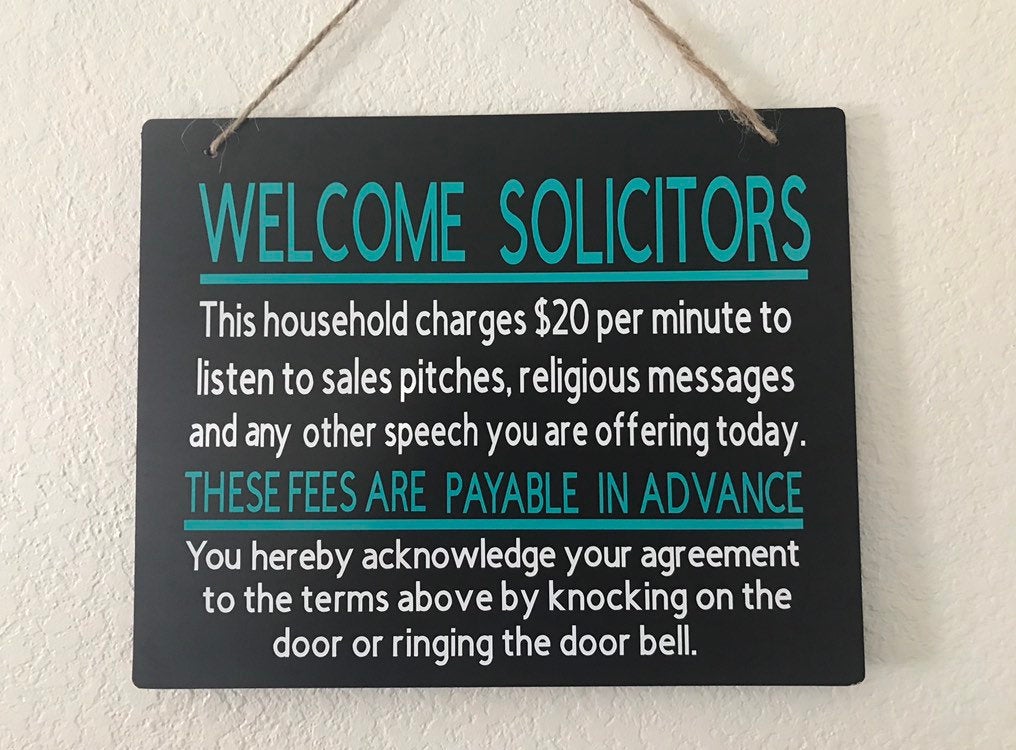 WELCOME SOLICITORS
This household charges $20 per minute to
listen to sales pitches, religious messages
and any other speech you are offering today.
THESE FEES ARE PAYABLE IN ADVANCE
You hereby acknowledge your agreement
to the terms above by knocking on the
door or ringing the door bell.